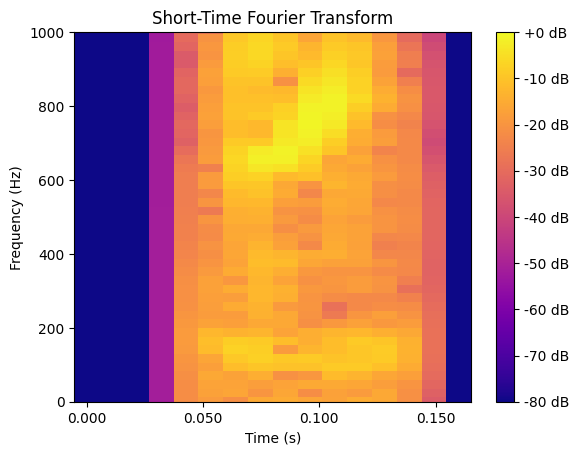 Short-Time Fourier Transform
1000
800
600
400
200
0
Frequency (Hz)
0.000
0.050
0.100
0.150
Time (s)
+0 dB
-10 dB
-20 dB
-30 dB
-40 dB
-50 dB
-60 dB
-70 dB
-80 dB